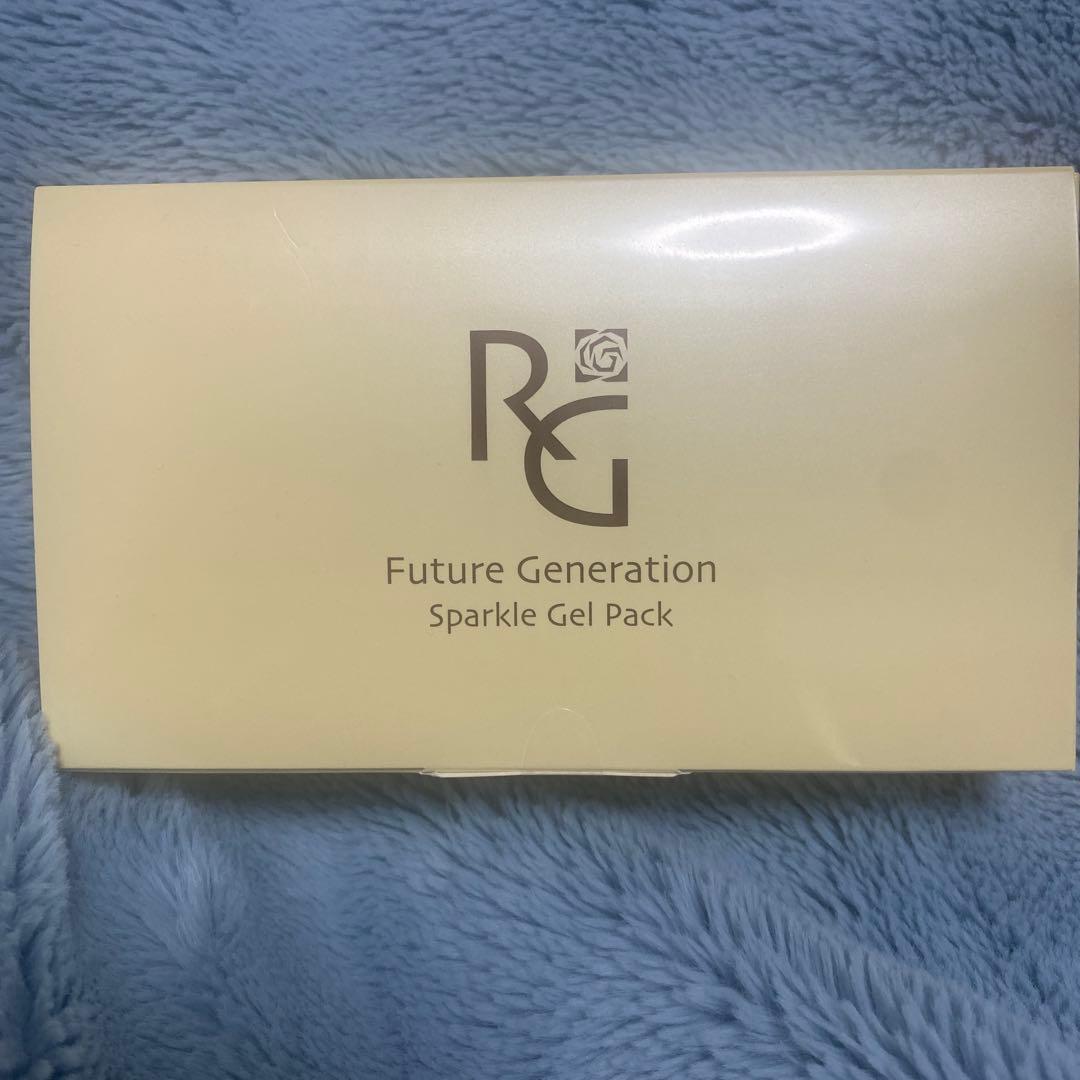 RG
Future Generation
Sparkle Gel Pack